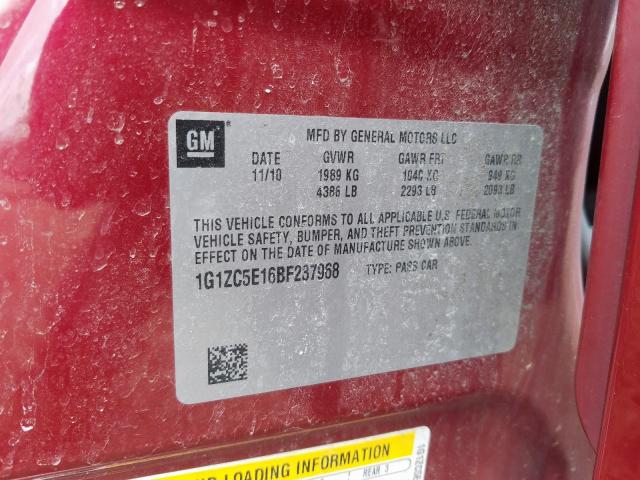 GM®
MFD BY GENERAL MOTORS LLC
DATE GVWR GAWR FRT GAWR RR
11/10 1989 KG 1040 KG 949 KG
4386 LB 2293 LB 2093 LB
THIS VEHICLE CONFORMS TO ALL APPLICABLE U.S. FEDERAL MOTOR
VEHICLE SAFETY, BUMPER, AND THEFT PREVENTION STANDARDS IN
EFFECT ON THE DATE OF MANUFACTURE SHOWN ABOVE.
1G1ZC5E16BF237968 TYPE: PASS CAR
LOADING INFORMATION
REAR 3